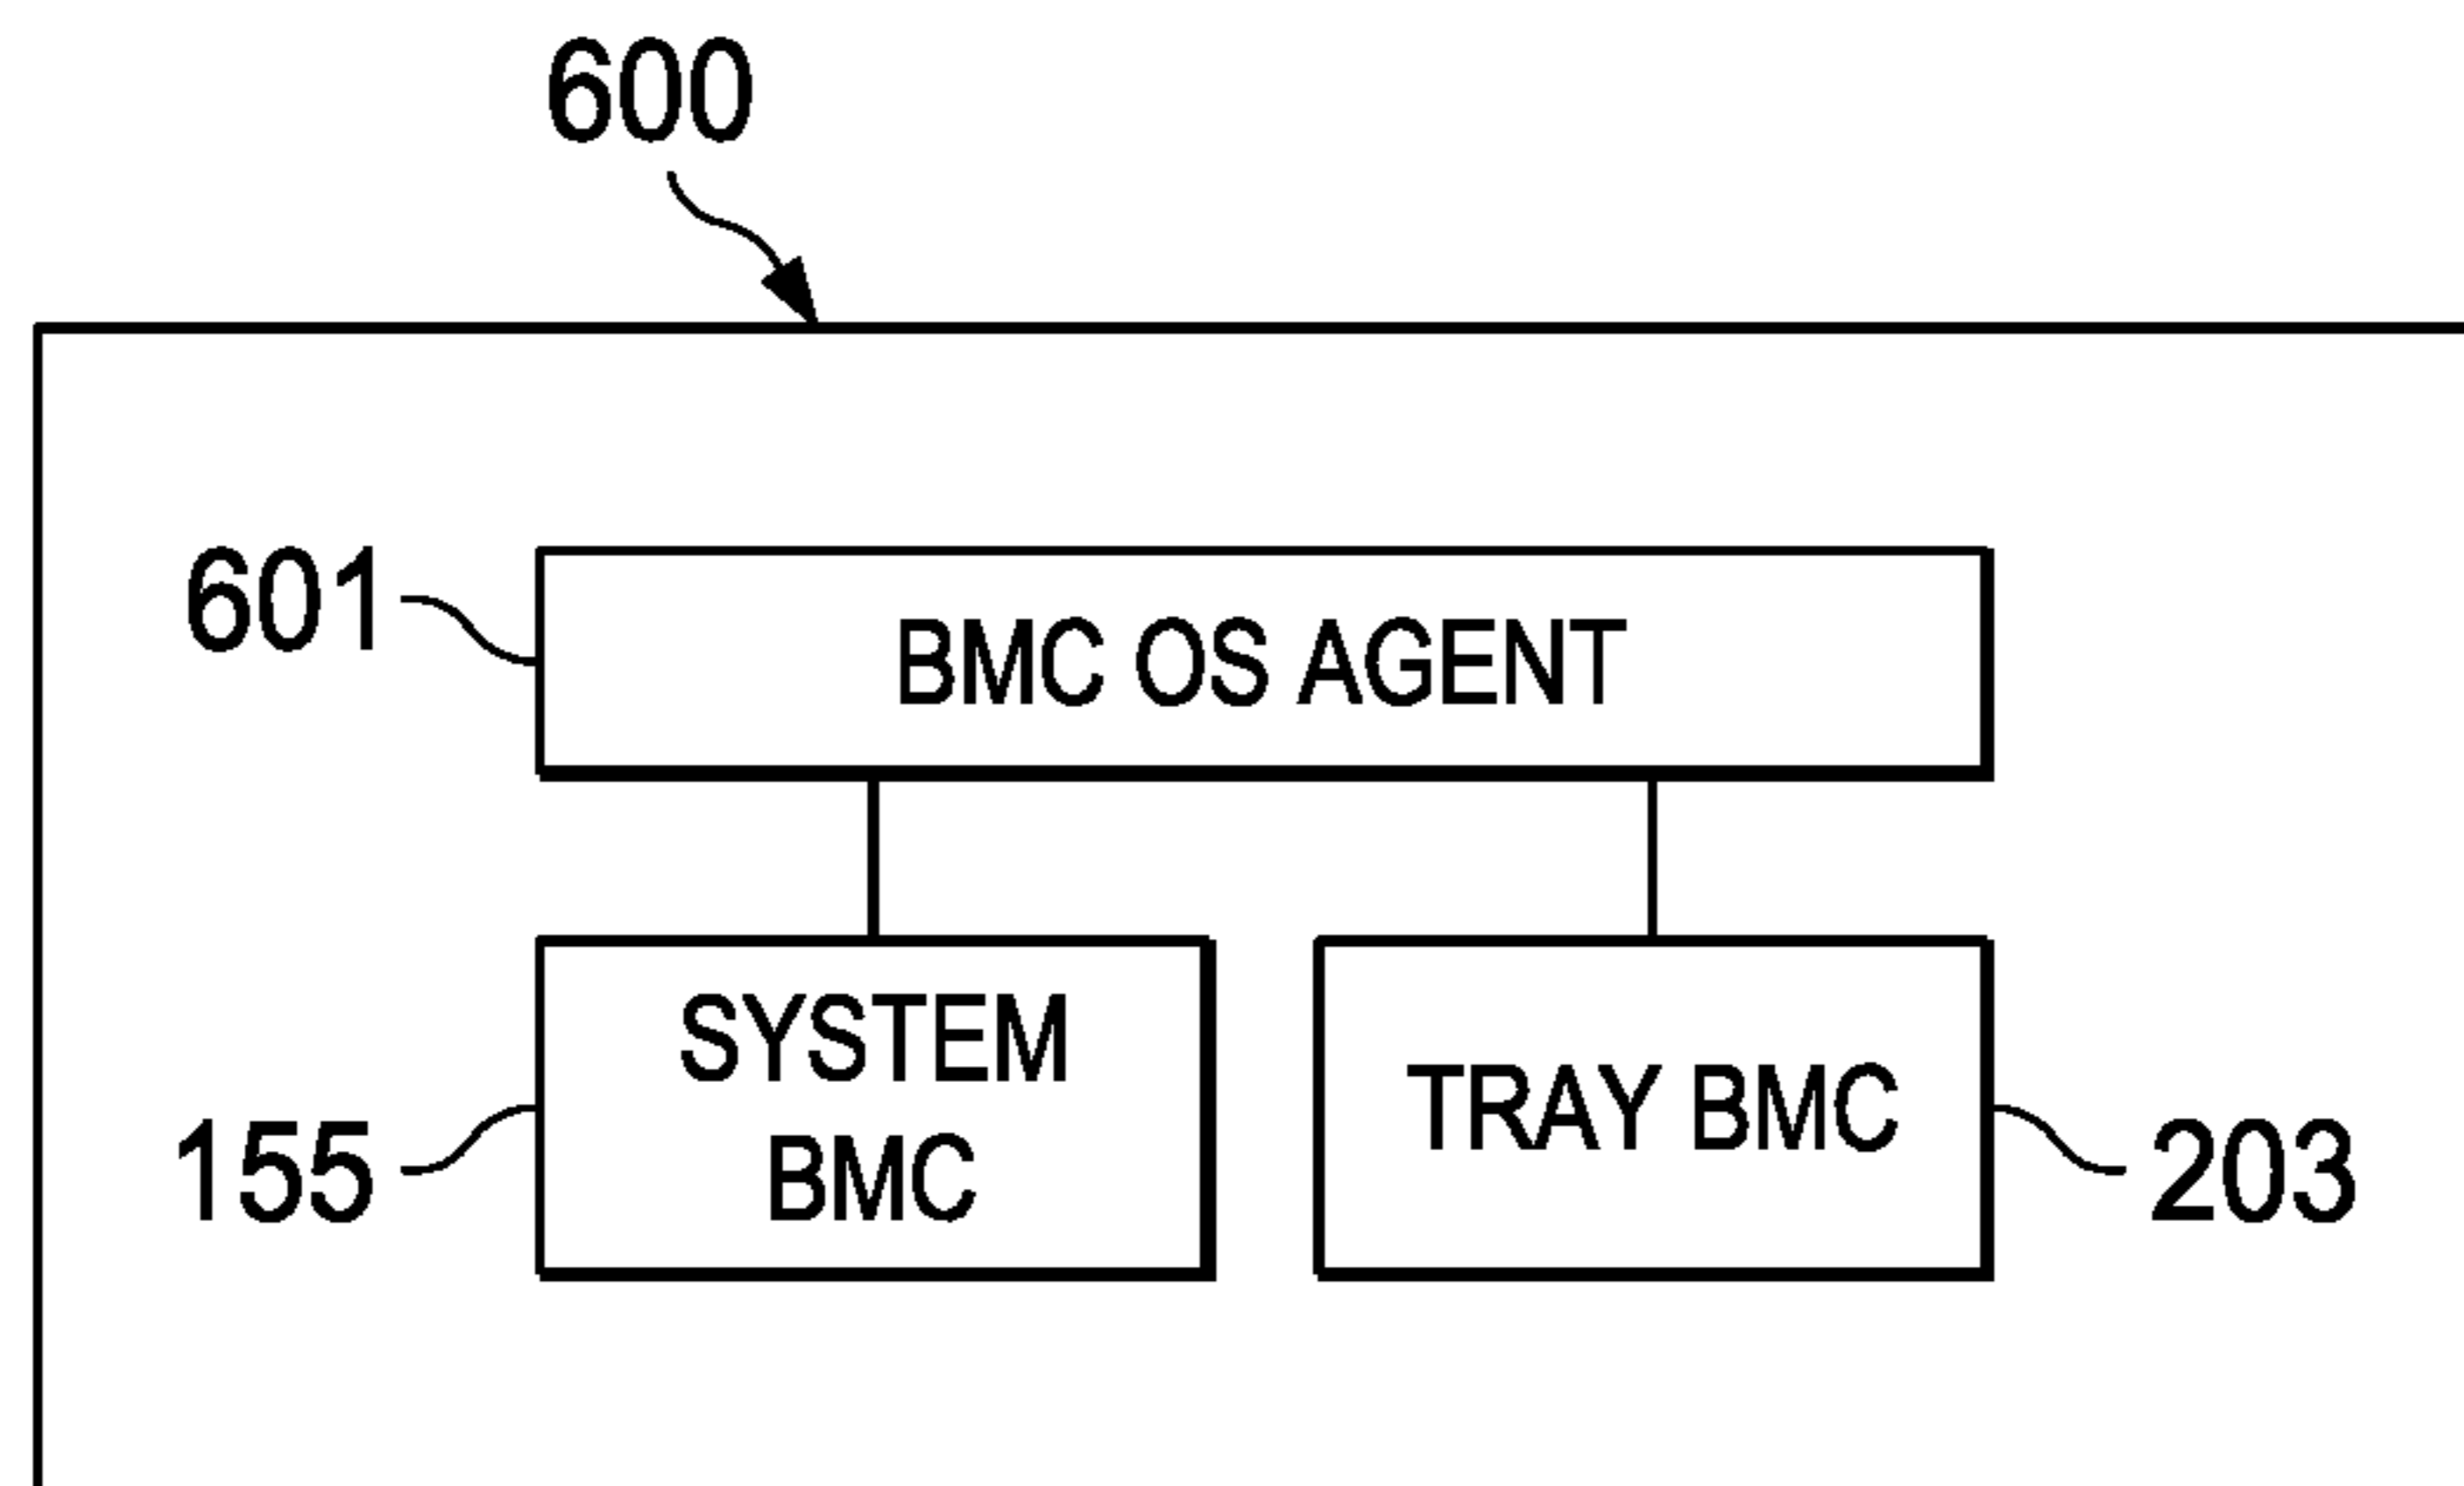 600
601
BMC OS AGENT
SYSTEM
BMC
TRAY BMC
155
203